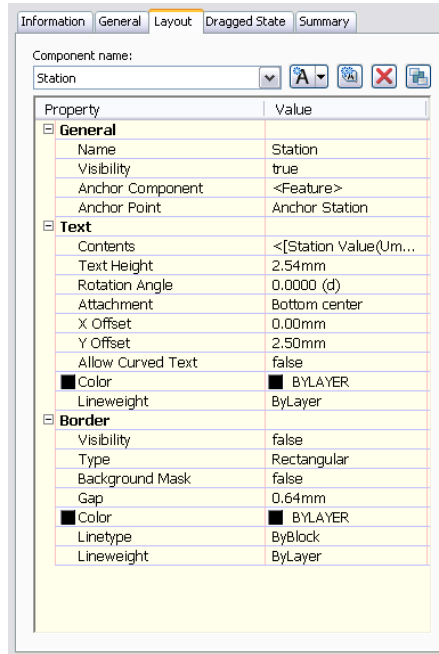 Information General Layout Dragged State Summary
Component name:
Station
Property Value
General
Name Station
Visibility true
Anchor Component <Feature>
Anchor Point Anchor Station
Text
Contents <[Station Value(Um...
Text Height 2.54mm
Rotation Angle 0.0000 (d)
Attachment Bottom center
X Offset 0.00mm
Y Offset 2.50mm
Allow Curved Text false
Color BYLAYER
Lineweight ByLayer
Border
Visibility false
Type Rectangular
Background Mask false
Gap 0.64mm
Color BYLAYER
Linetype ByBlock
Lineweight ByLayer